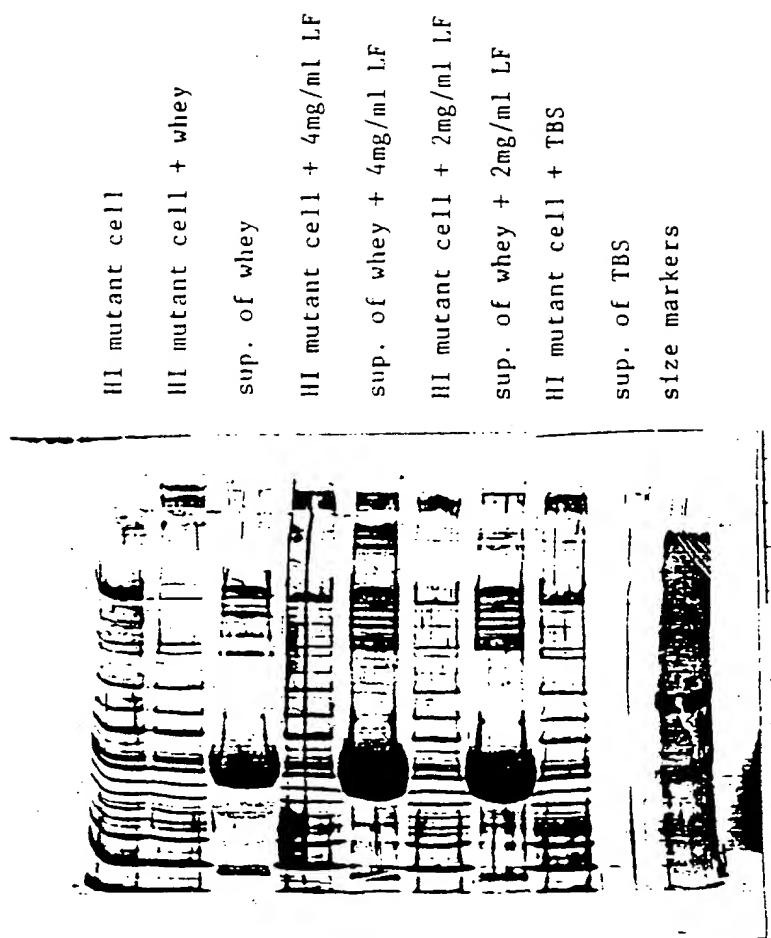 HI mutant cell
HI mutant cell + whey
sup. of whey
HI mutant cell + 4mg/ml LF
sup. of whey + 4mg/ml LF
HI mutant cell + 2mg/ml LF
sup. of whey + 2mg/ml LF
HI mutant cell + TBS
sup. of TBS
size markers